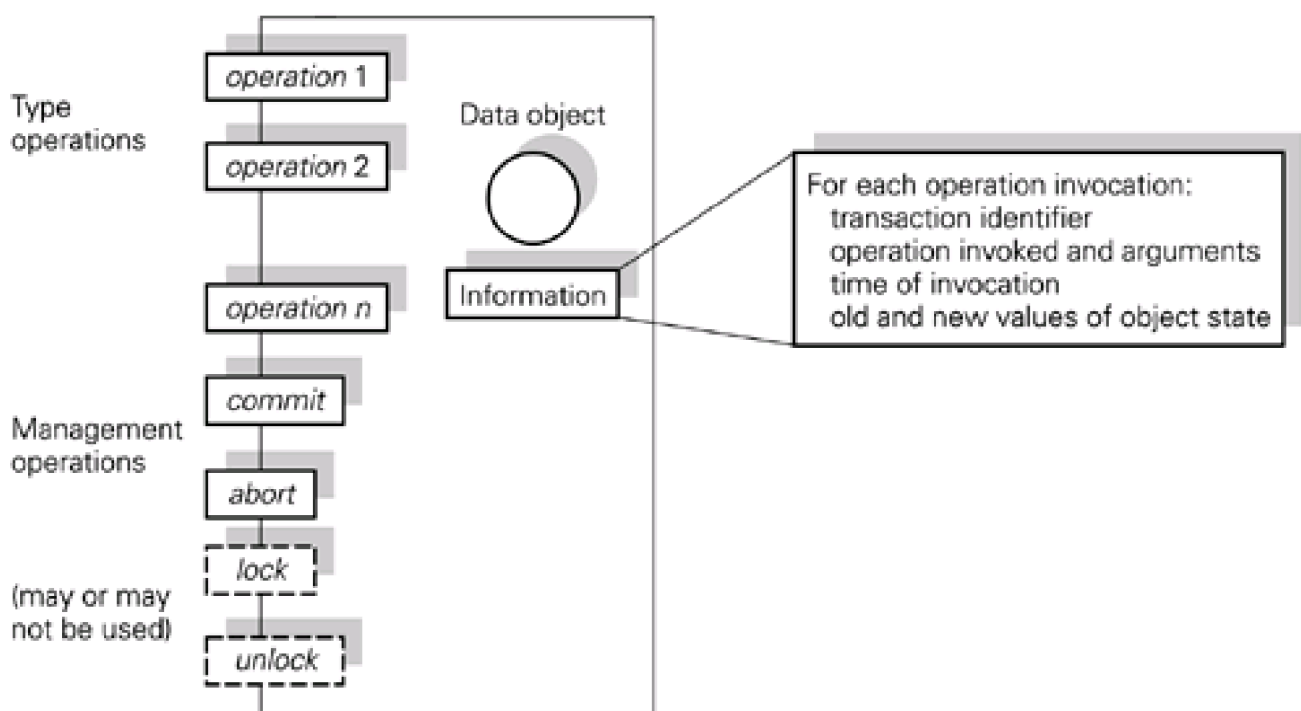 Type
operations
operation 1
operation 2
operation n
Data object
Information
For each operation invocation:
transaction identifier
operation invoked and arguments
time of invocation
old and new values of object state
Management
operations
commit
abort
(may or may
not be used)
lock
unlock